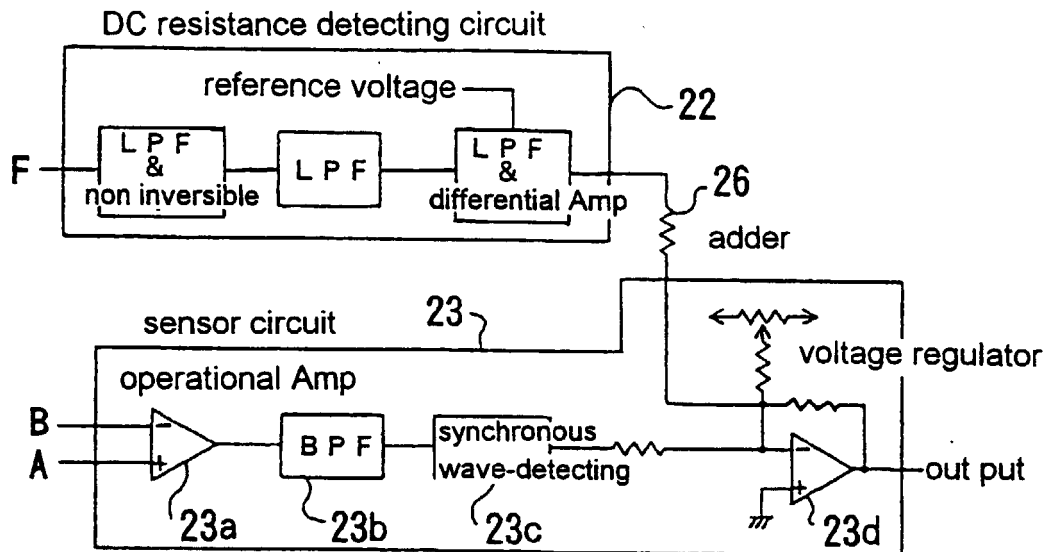 DC resistance detecting circuit
reference voltage
22
F
L P F
&
non inversible
L P F
L P F
&
differential Amp
26
adder
sensor circuit
23
voltage regulator
operational Amp
B
A
-
+
B P F
synchronous
wave-detecting
-
+
out put
23a
23b
23c
23d